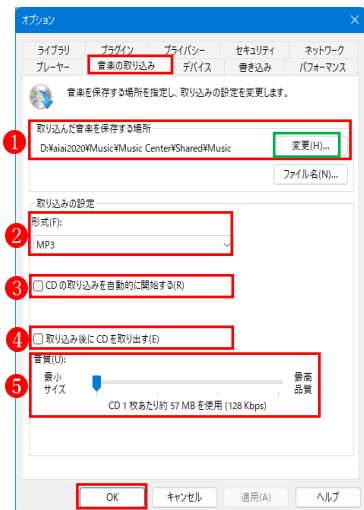 オプション
ライブラリ プラグイン プライバシー セキュリティ ネットワーク
プレーヤー 音楽の取り込み デバイス 書き込み パフォーマンス
音楽を保存する場所を指定し、取り込みの設定を変更します。
取り込んだ音楽を保存する場所
1 D:¥aiai2020¥Music¥Music Center¥Shared¥Music 変更(H)...
ファイル名(N)...
取り込みの設定
形式(F):
2
MP3
3 CD の取り込みを自動的に開始する(R)
4 取り込み後に CD を取り出す(E)
音質(U):
5 最小 最高
サイズ 品質
CD 1 枚あたり約 57 MB を使用 (128 Kbps)
OK キャンセル 適用(A) ヘルプ